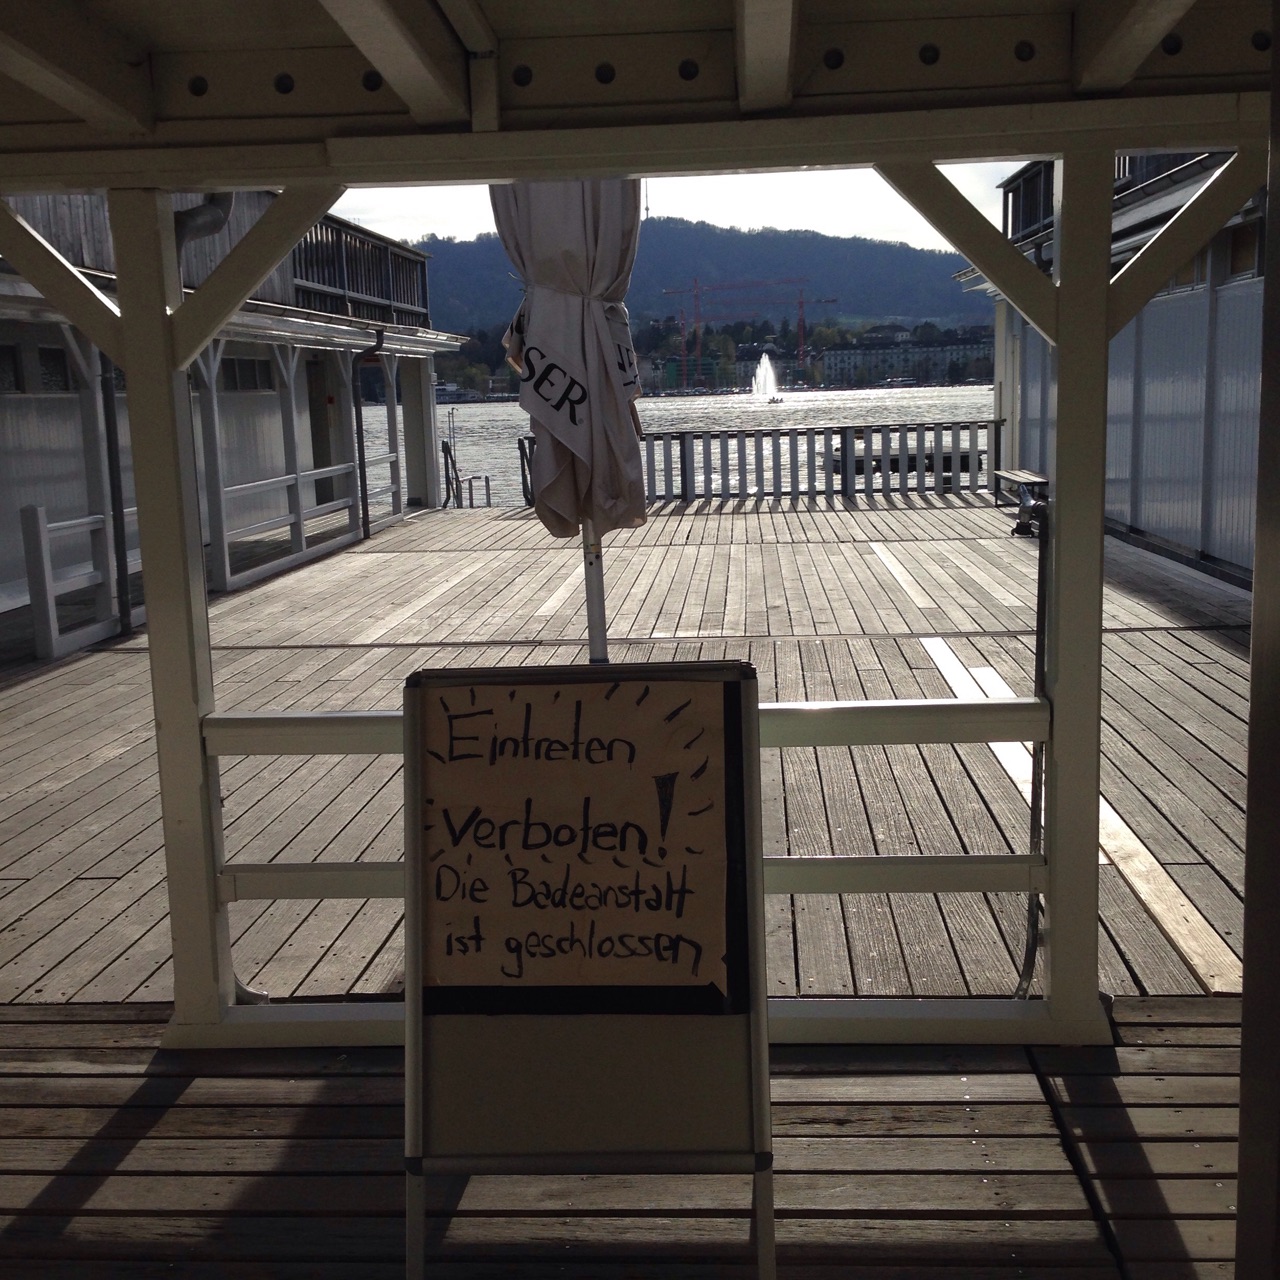 SER
Eintreten
Verboten!
Die Badeanstalt
ist geschlossen